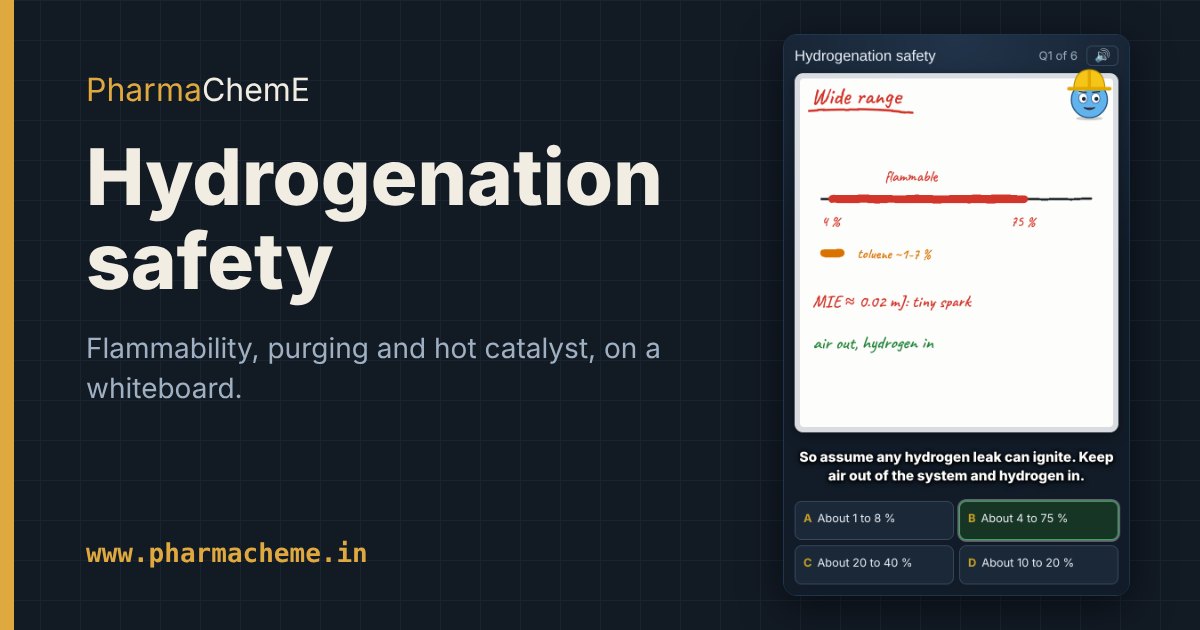 PharmaChemE
Hydrogenation
safety
Flammability, purging and hot catalyst, on a
whiteboard.
www.pharmacheme.in
Hydrogenation safety
Q1 of 6
Wide range
flammable
4 %
75 %
toluene ~1-7 %
MIE ≈ 0.02 mJ: tiny spark
air out, hydrogen in
So assume any hydrogen leak can ignite. Keep
air out of the system and hydrogen in.
A About 1 to 8 %
B About 4 to 75 %
C About 20 to 40 %
D About 10 to 20 %